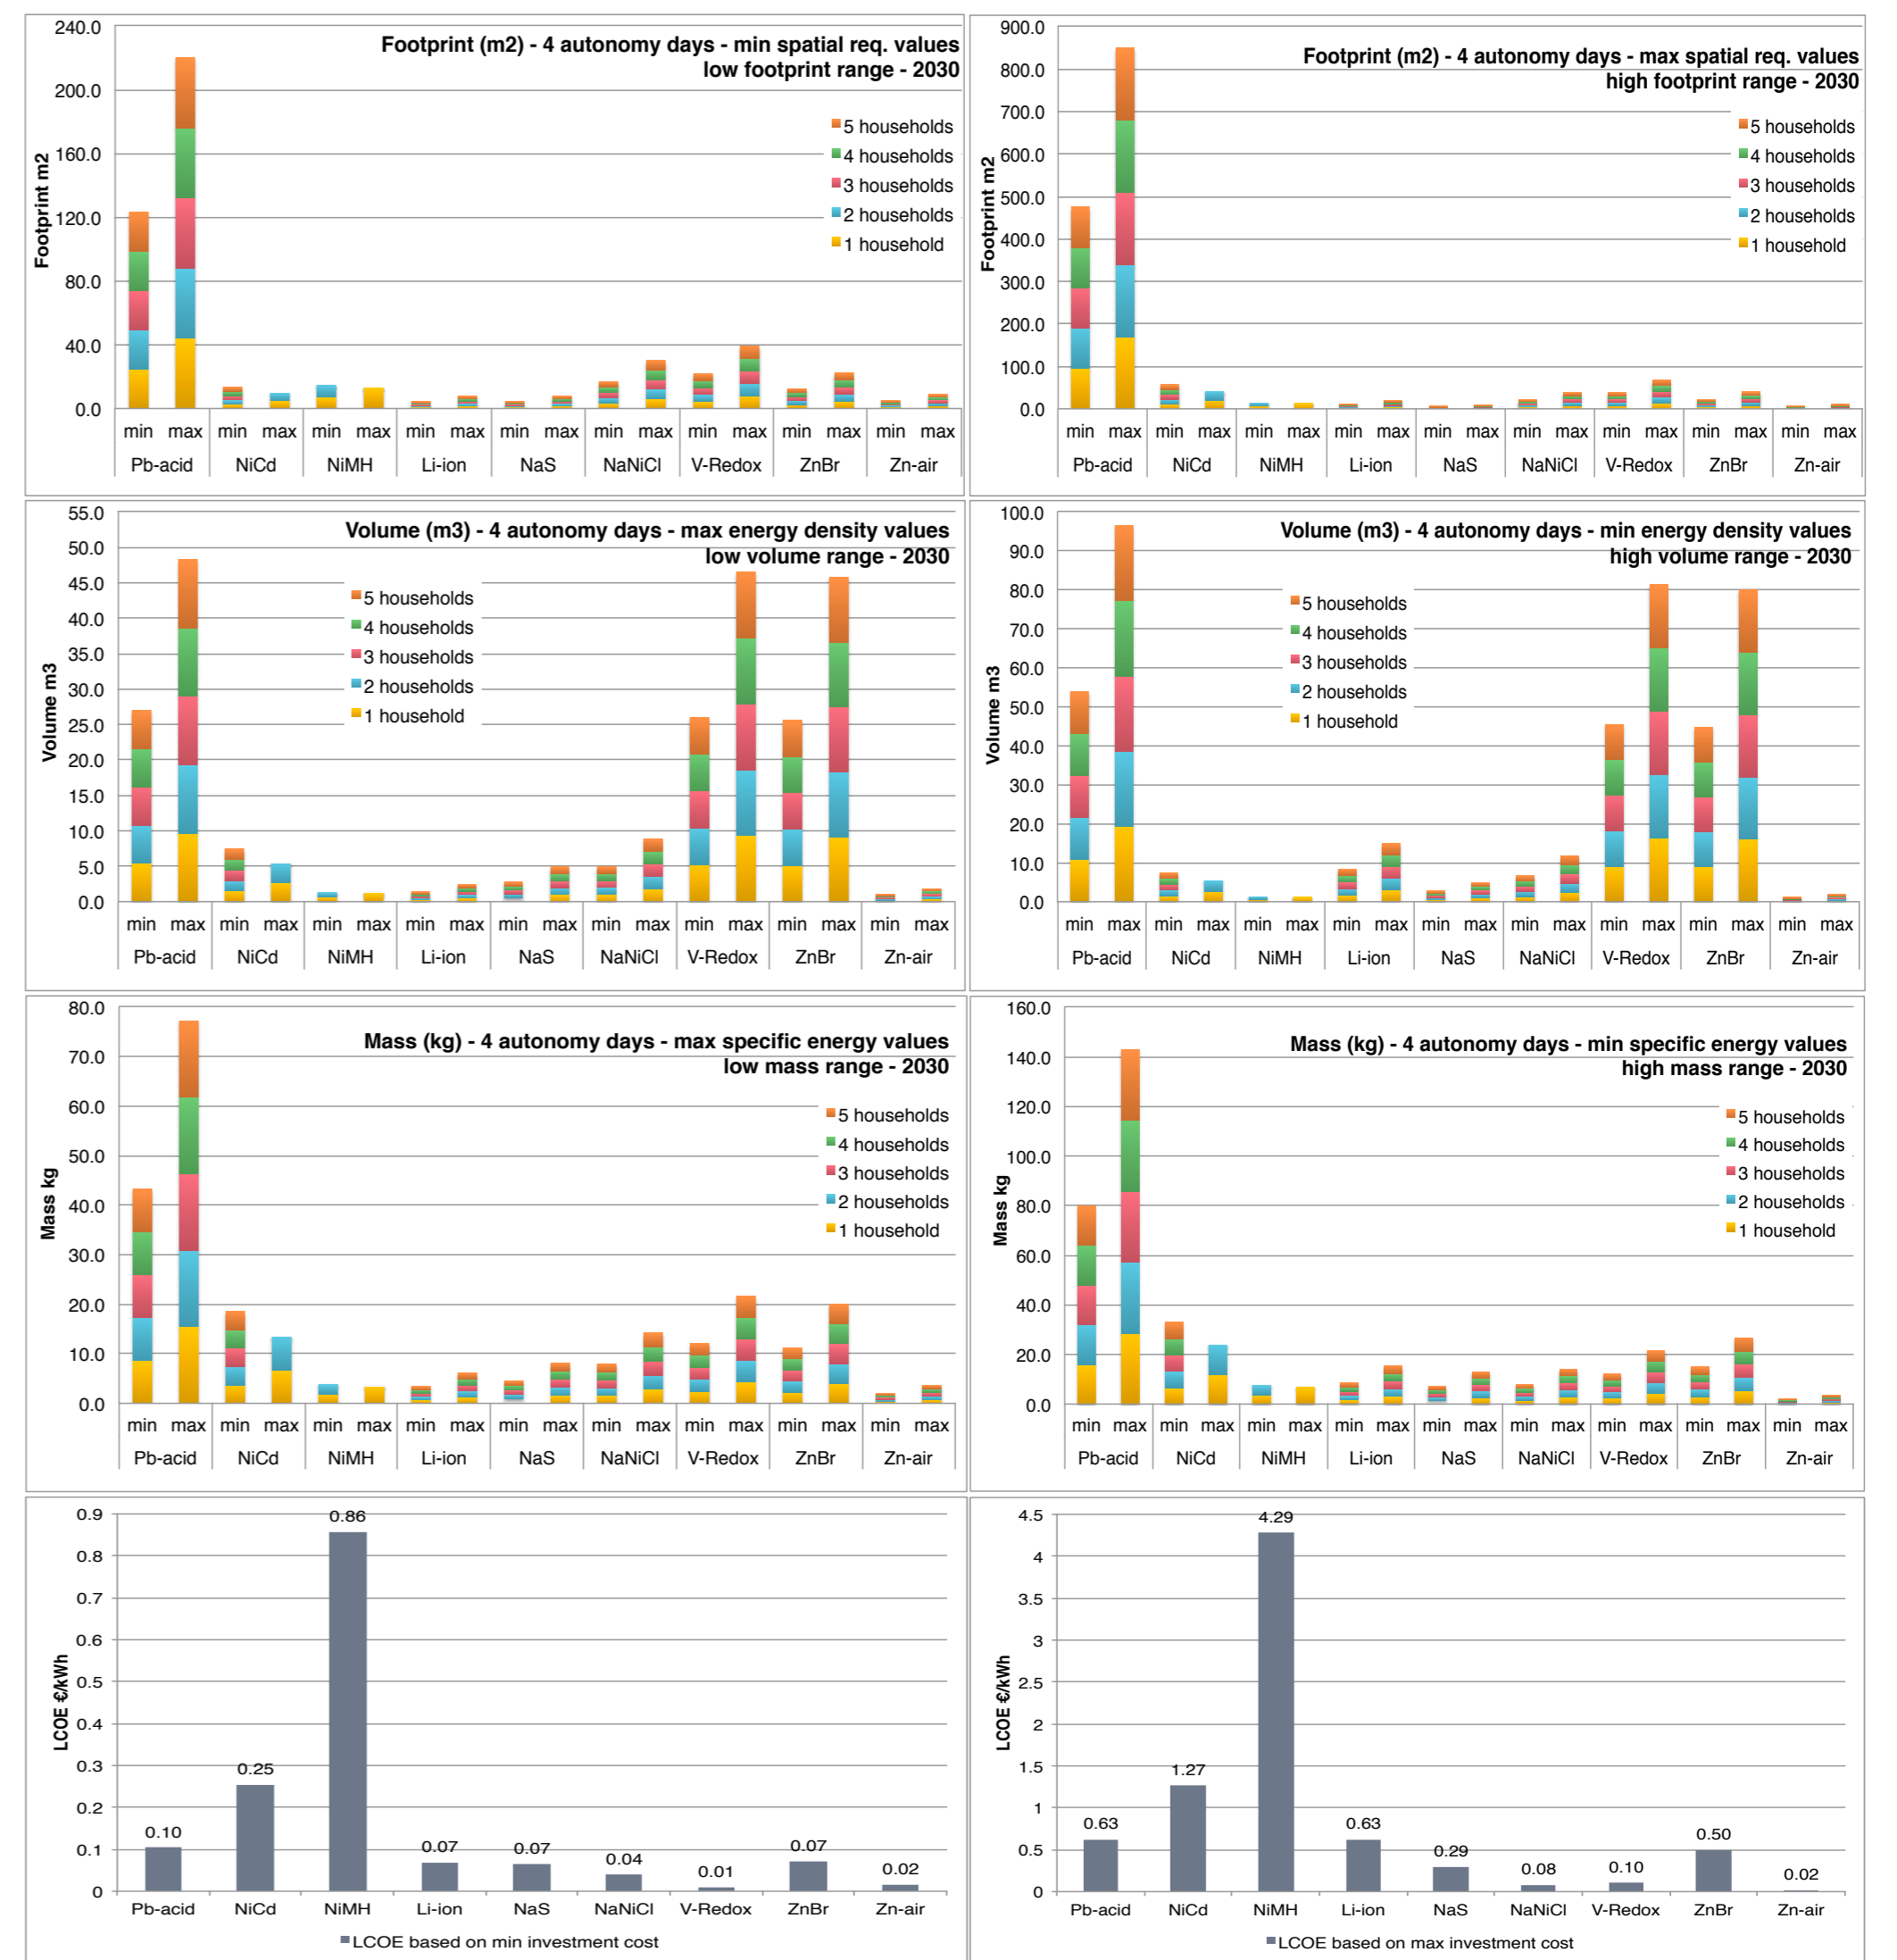 Footprint (m2) - 4 autonomy days - min spatial req. values
low footprint range - 2030
Footprint m2
240.0
200.0
160.0
120.0
80.0
40.0
0.0
5 households
4 households
3 households
2 households
1 household
min max min max min max min max min max min max min max min max min max
Pb-acid NiCd NiMH Li-ion NaS NaNiCl V-Redox ZnBr Zn-air
Footprint (m2) - 4 autonomy days - max spatial req. values
high footprint range - 2030
Footprint m2
900.0
800.0
700.0
600.0
500.0
400.0
300.0
200.0
100.0
0.0
5 households
4 households
3 households
2 households
1 household
min max min max min max min max min max min max min max min max min max
Pb-acid NiCd NiMH Li-ion NaS NaNiCl V-Redox ZnBr Zn-air
Volume (m3) - 4 autonomy days - max energy density values
low volume range - 2030
Volume m3
55.0
50.0
45.0
40.0
35.0
30.0
25.0
20.0
15.0
10.0
5.0
0.0
5 households
4 households
3 households
2 households
1 household
min max min max min max min max min max min max min max min max min max
Pb-acid NiCd NiMH Li-ion NaS NaNiCl V-Redox ZnBr Zn-air
Volume (m3) - 4 autonomy days - min energy density values
high volume range - 2030
Volume m3
100.0
90.0
80.0
70.0
60.0
50.0
40.0
30.0
20.0
10.0
0.0
5 households
4 households
3 households
2 households
1 household
min max min max min max min max min max min max min max min max min max
Pb-acid NiCd NiMH Li-ion NaS NaNiCl V-Redox ZnBr Zn-air
Mass (kg) - 4 autonomy days - max specific energy values
low mass range - 2030
Mass kg
80.0
70.0
60.0
50.0
40.0
30.0
20.0
10.0
0.0
5 households
4 households
3 households
2 households
1 household
min max min max min max min max min max min max min max min max min max
Pb-acid NiCd NiMH Li-ion NaS NaNiCl V-Redox ZnBr Zn-air
Mass (kg) - 4 autonomy days - min specific energy values
high mass range - 2030
Mass kg
160.0
140.0
120.0
100.0
80.0
60.0
40.0
20.0
0.0
5 households
4 households
3 households
2 households
1 household
min max min max min max min max min max min max min max min max min max
Pb-acid NiCd NiMH Li-ion NaS NaNiCl V-Redox ZnBr Zn-air
LCOE €/kWh
0.9
0.8
0.7
0.6
0.5
0.4
0.3
0.2
0.1
0
0.10 0.25 0.86 0.07 0.07 0.04 0.01 0.07 0.02
Pb-acid NiCd NiMH Li-ion NaS NaNiCl V-Redox ZnBr Zn-air
LCOE based on min investment cost
LCOE €/kWh
4.5
4
3.5
3
2.5
2
1.5
1
0.5
0
0.63 1.27 4.29 0.63 0.29 0.08 0.10 0.50 0.02
Pb-acid NiCd NiMH Li-ion NaS NaNiCl V-Redox ZnBr Zn-air
LCOE based on max investment cost